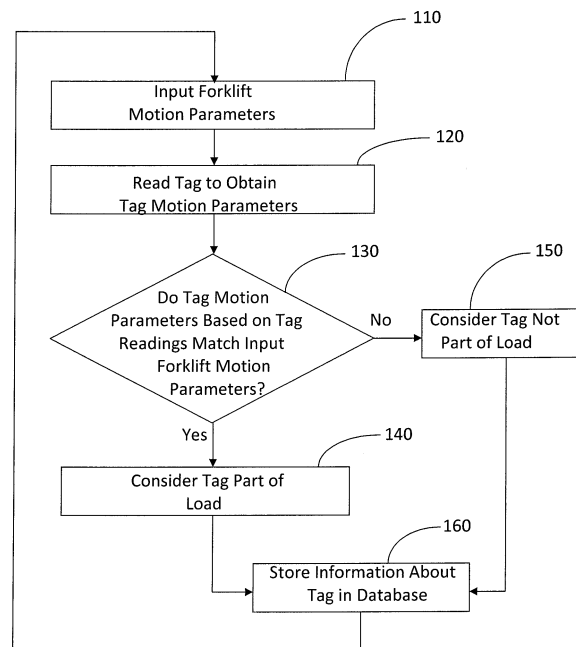 110
Input Forklift
Motion Parameters
120
Read Tag to Obtain
Tag Motion Parameters
130
Do Tag Motion
Parameters Based on Tag
Readings Match Input
Forklift Motion
Parameters?
No
150
Consider Tag Not
Part of Load
Yes
140
Consider Tag Part of
Load
160
Store Information About
Tag in Database